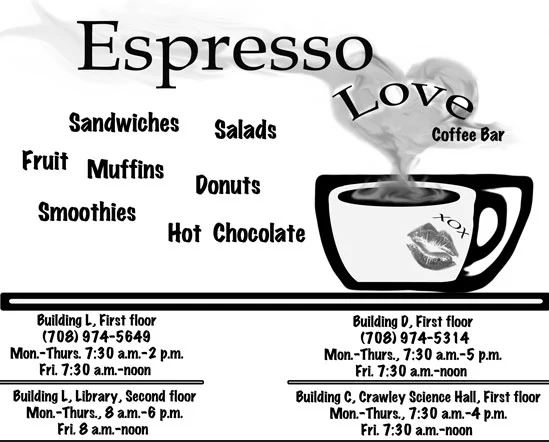 Espresso
Love
Coffee Bar
Sandwiches
Salads
Fruit
Muffins
Donuts
Smoothies
Hot Chocolate
XOX
Building L, First floor
(708) 974-5649
Mon.-Thurs. 7:30 a.m.-2 p.m.
Fri. 7:30 a.m.-noon
Building D, First floor
(708) 974-5314
Mon.-Thurs., 7:30 a.m.-5 p.m.
Fri. 7:30 a.m.-noon
Building L, Library, Second floor
Mon.-Thurs., 8 a.m.-6 p.m.
Fri. 8 a.m.-noon
Building C, Crawley Science Hall, First floor
Mon.-Thurs., 7:30 a.m.-4 p.m.
Fri. 7:30 a.m.-noon